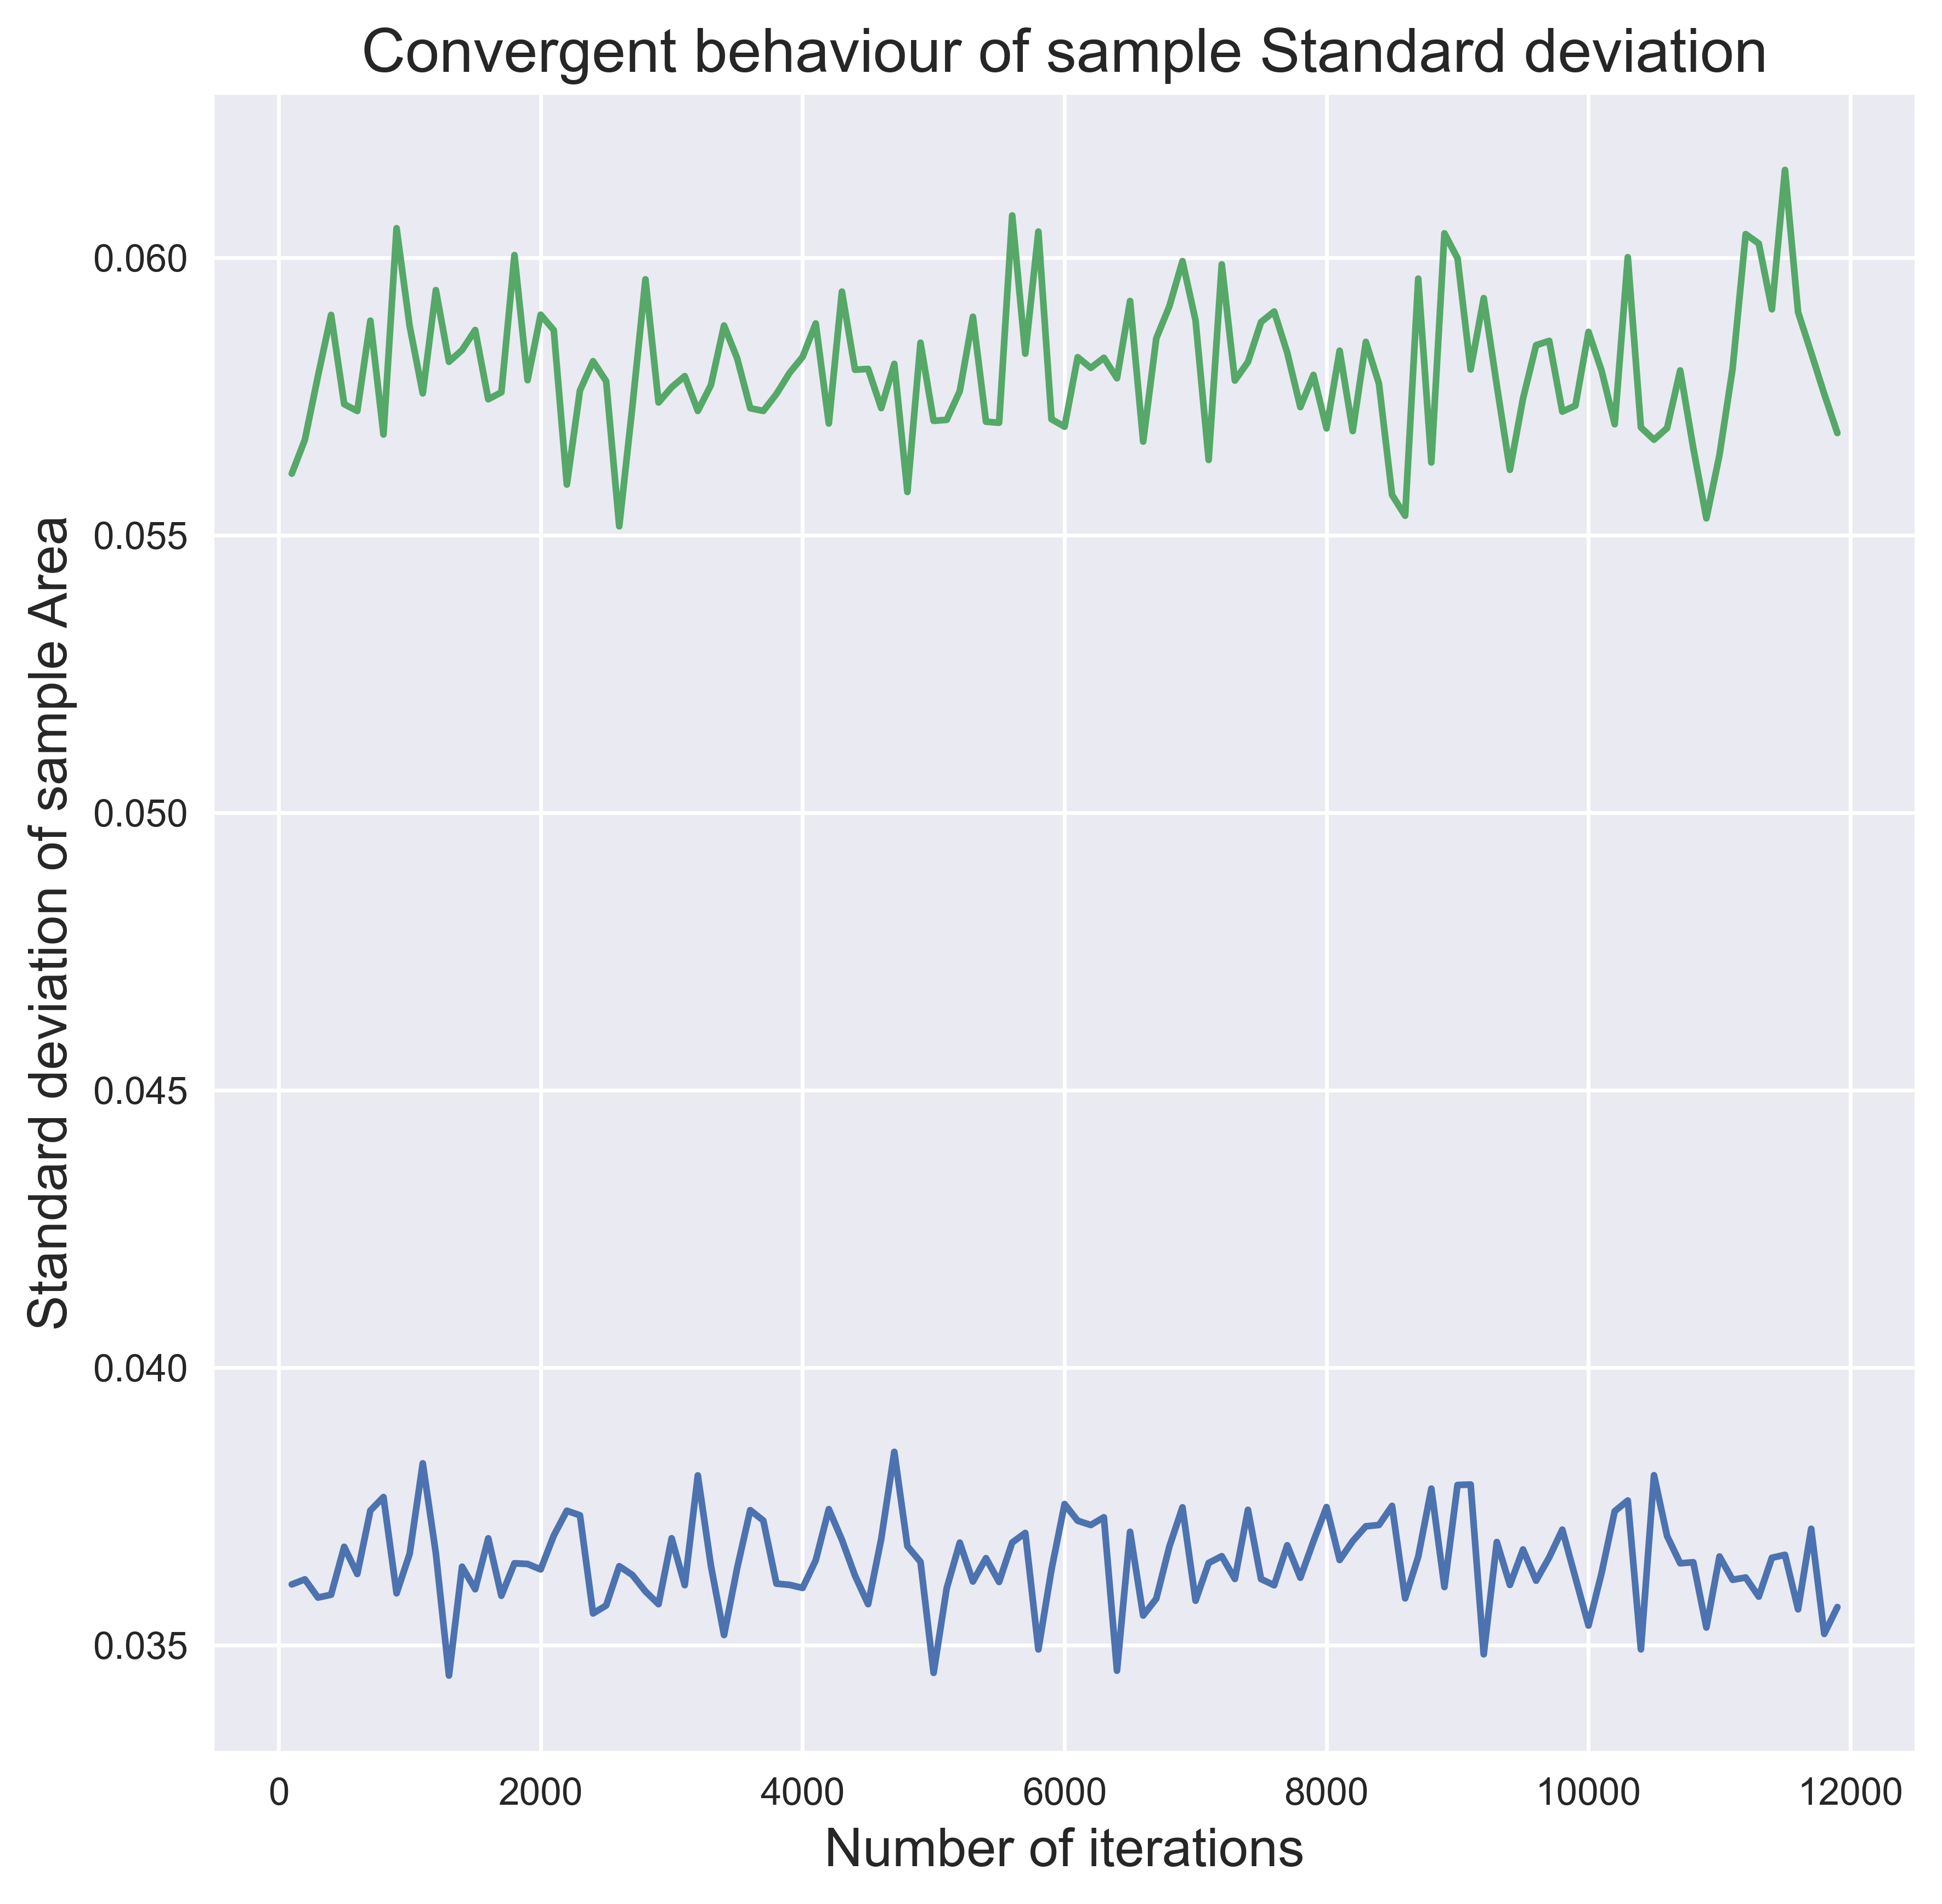 Convergent behaviour of sample Standard deviation
Standard deviation of sample Area
0.060
0.055
0.050
0.045
0.040
0.035
0 2000 4000 6000 8000 10000 12000
Number of iterations